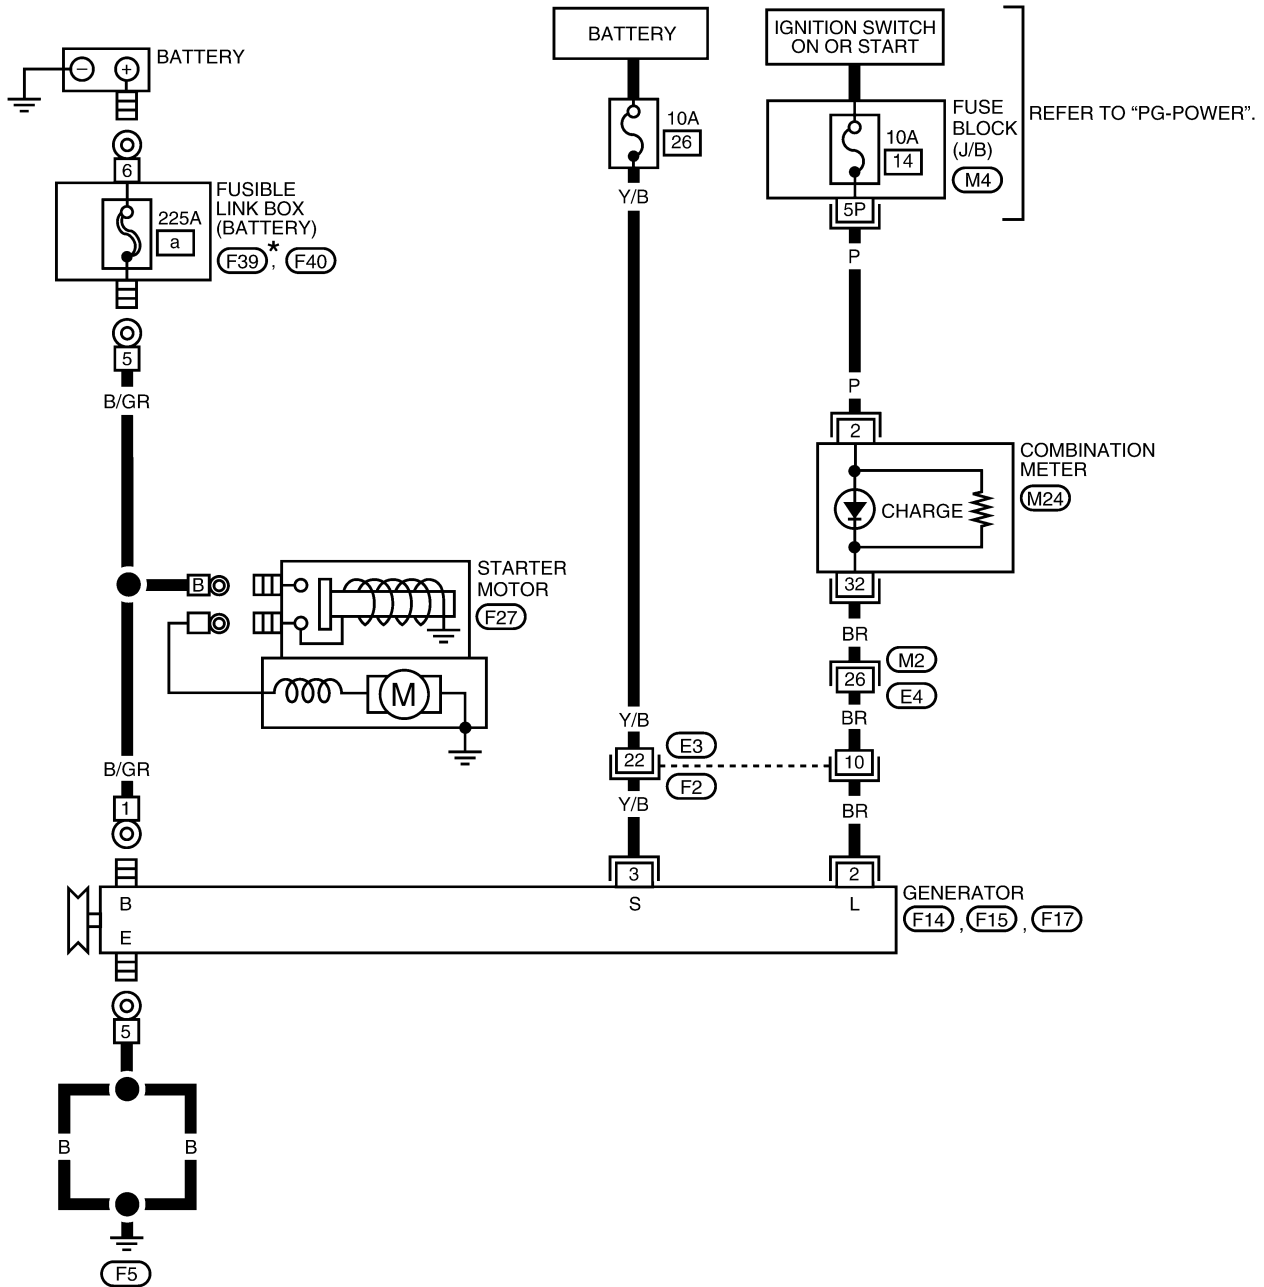 BATTERY
− +
6
FUSIBLE
LINK BOX
(BATTERY)
225A
a
F39*, F40
5
B/GR
B
STARTER
MOTOR
F27
M
B/GR
1
BATTERY
10A
26
Y/B
Y/B
22
E3
F2
Y/B
3
IGNITION SWITCH
ON OR START
FUSE
BLOCK
(J/B)
M4
10A
14
5P
REFER TO “PG-POWER”.
P
P
2
COMBINATION
METER
M24
CHARGE
32
BR
M2
26
E4
BR
10
BR
2
GENERATOR
F14, F15, F17
B S L
E
5
B B
F5